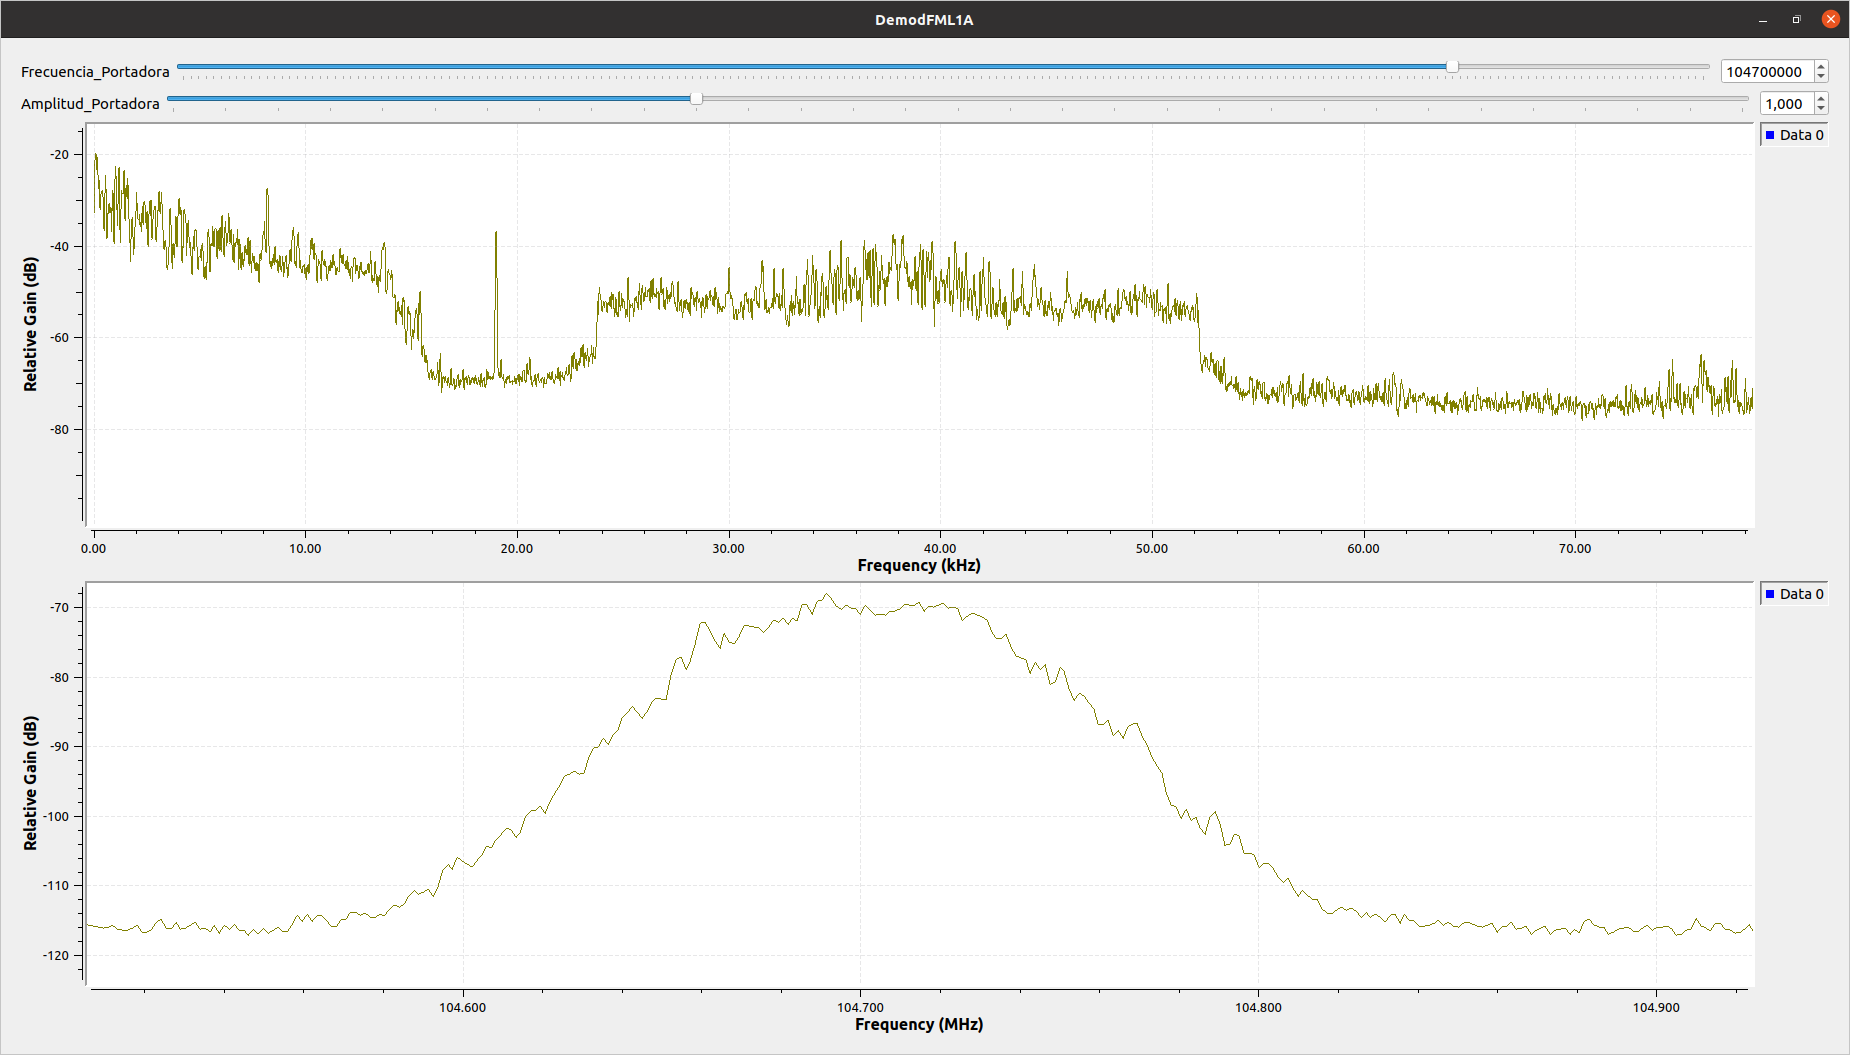 DemodFML1A
Frecuencia_Portadora 104700000
Amplitud_Portadora 1,000
Data 0
-20
-40
-60
-80
Relative Gain (dB)
0.00 10.00 20.00 30.00 40.00 50.00 60.00 70.00
Frequency (kHz)
Data 0
-70
-80
-90
-100
-110
-120
Relative Gain (dB)
104.600 104.700 104.800 104.900
Frequency (MHz)